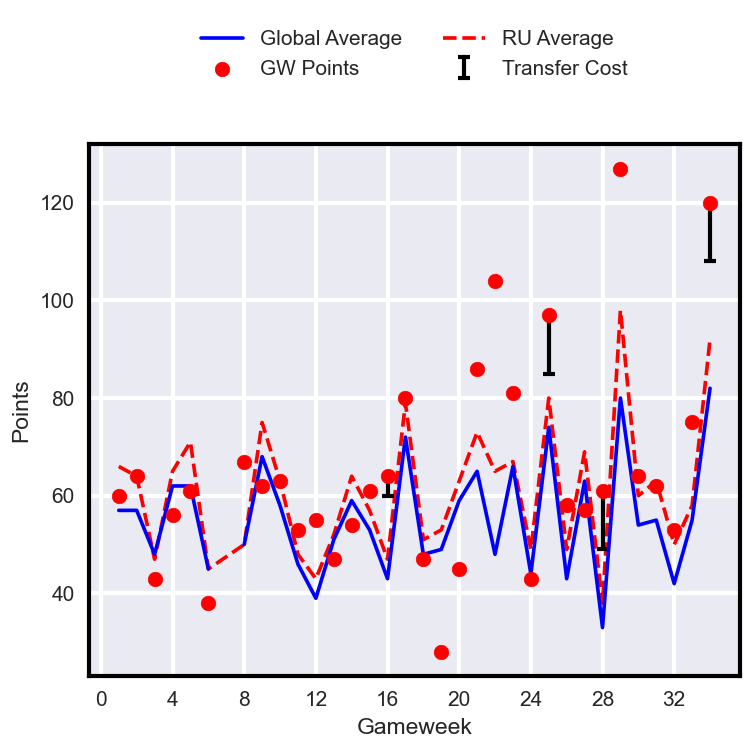 Global Average RU Average
GW Points Transfer Cost
120
100
80
60
40
Points
0 4 8 12 16 20 24 28 32
Gameweek